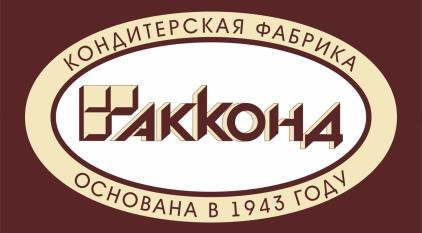 КОНДИТЕРСКАЯ ФАБРИКА
АККОНД
ОСНОВАНА В 1943 ГОДУ